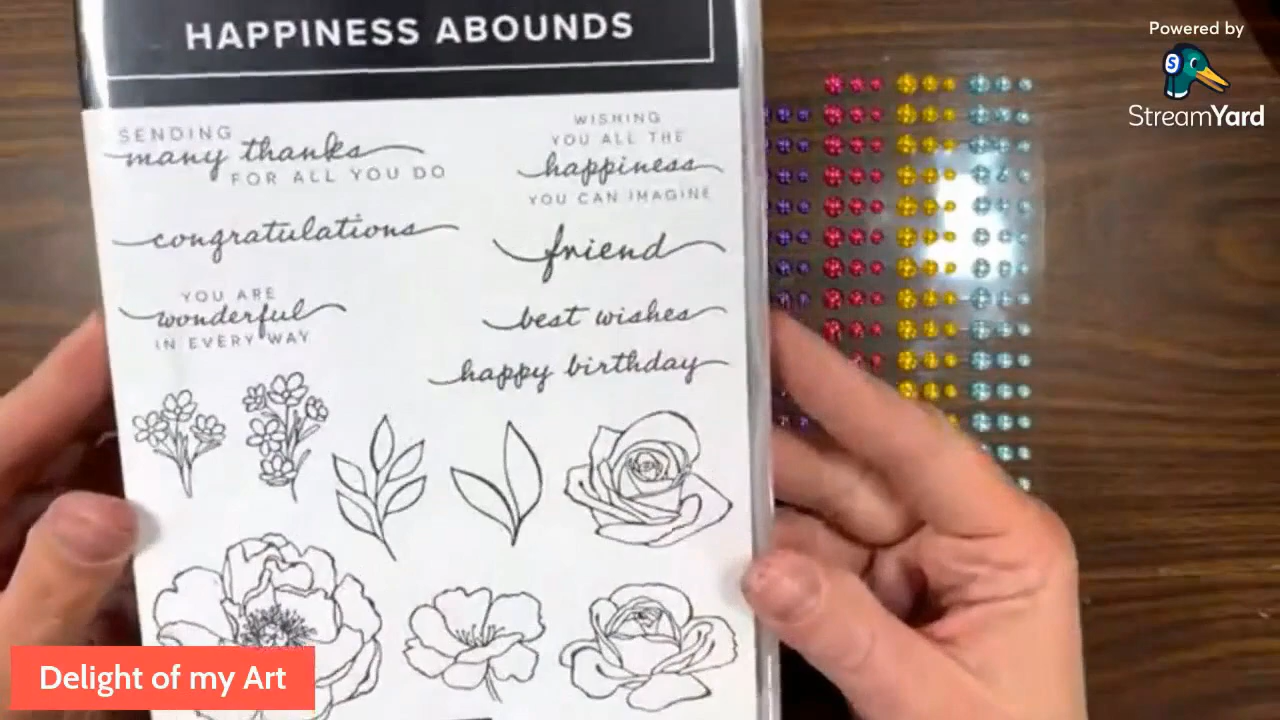 HAPPINESS ABOUNDS
SENDING
many thanks
FOR ALL YOU DO
WISHING
YOU ALL THE
happiness
YOU CAN IMAGINE
congratulations
friend
YOU ARE
wonderful
IN EVERY WAY
best wishes
happy birthday
Delight of my Art
Powered by
S
StreamYard